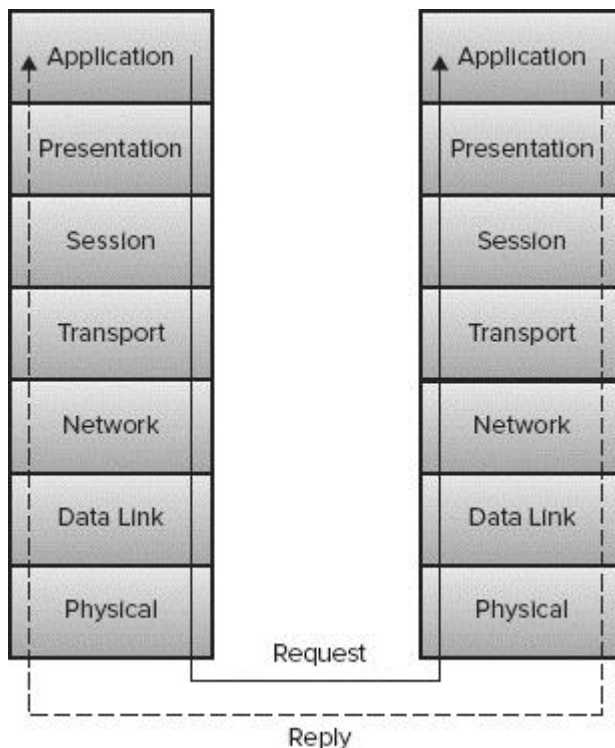 Application
Presentation
Session
Transport
Network
Data Link
Physical
Application
Presentation
Session
Transport
Network
Data Link
Physical
Request
Reply